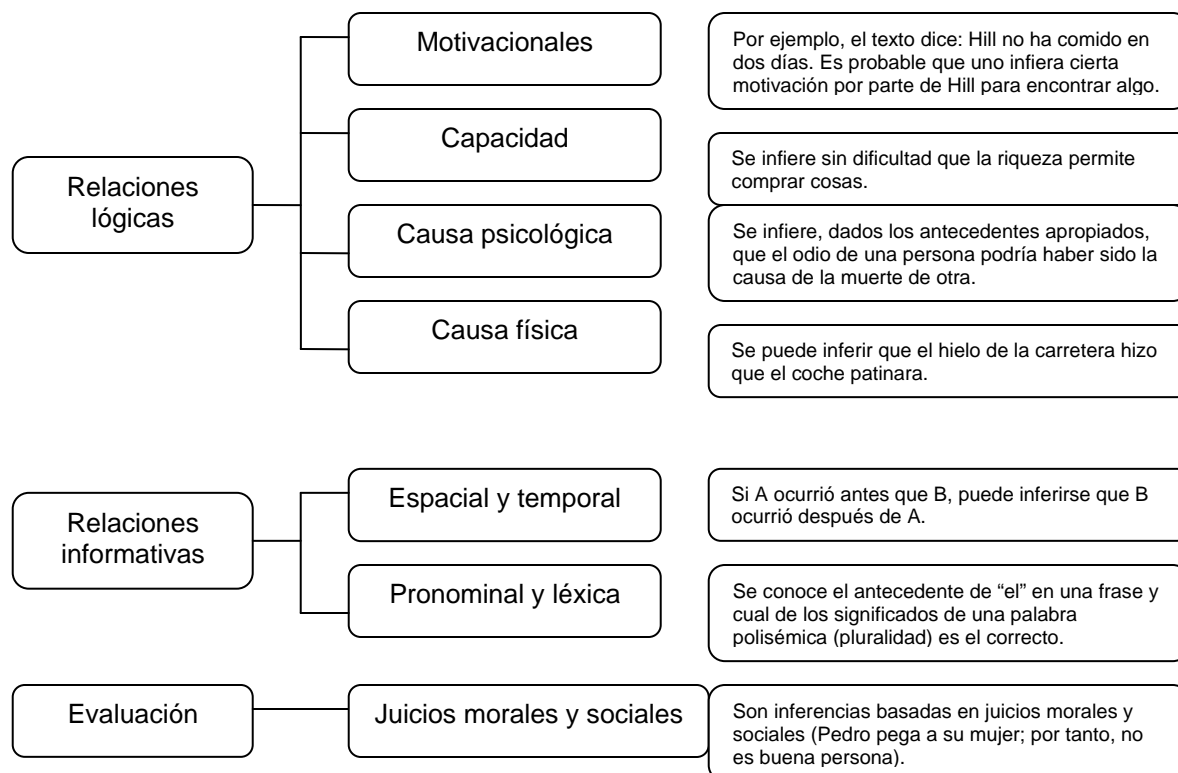 Relaciones
lógicas
Motivacionales
Por ejemplo, el texto dice: Hill no ha comido en
dos días. Es probable que uno infiera cierta
motivación por parte de Hill para encontrar algo.
Capacidad
Se infiere sin dificultad que la riqueza permite
comprar cosas.
Causa psicológica
Se infiere, dados los antecedentes apropiados,
que el odio de una persona podría haber sido la
causa de la muerte de otra.
Causa física
Se puede inferir que el hielo de la carretera hizo
que el coche patinara.
Relaciones
informativas
Espacial y temporal
Si A ocurrió antes que B, puede inferirse que B
ocurrió después de A.
Pronominal y léxica
Se conoce el antecedente de “el” en una frase y
cual de los significados de una palabra
polisémica (pluralidad) es el correcto.
Evaluación
Juicios morales y sociales
Son inferencias basadas en juicios morales y
sociales (Pedro pega a su mujer; por tanto, no
es buena persona).